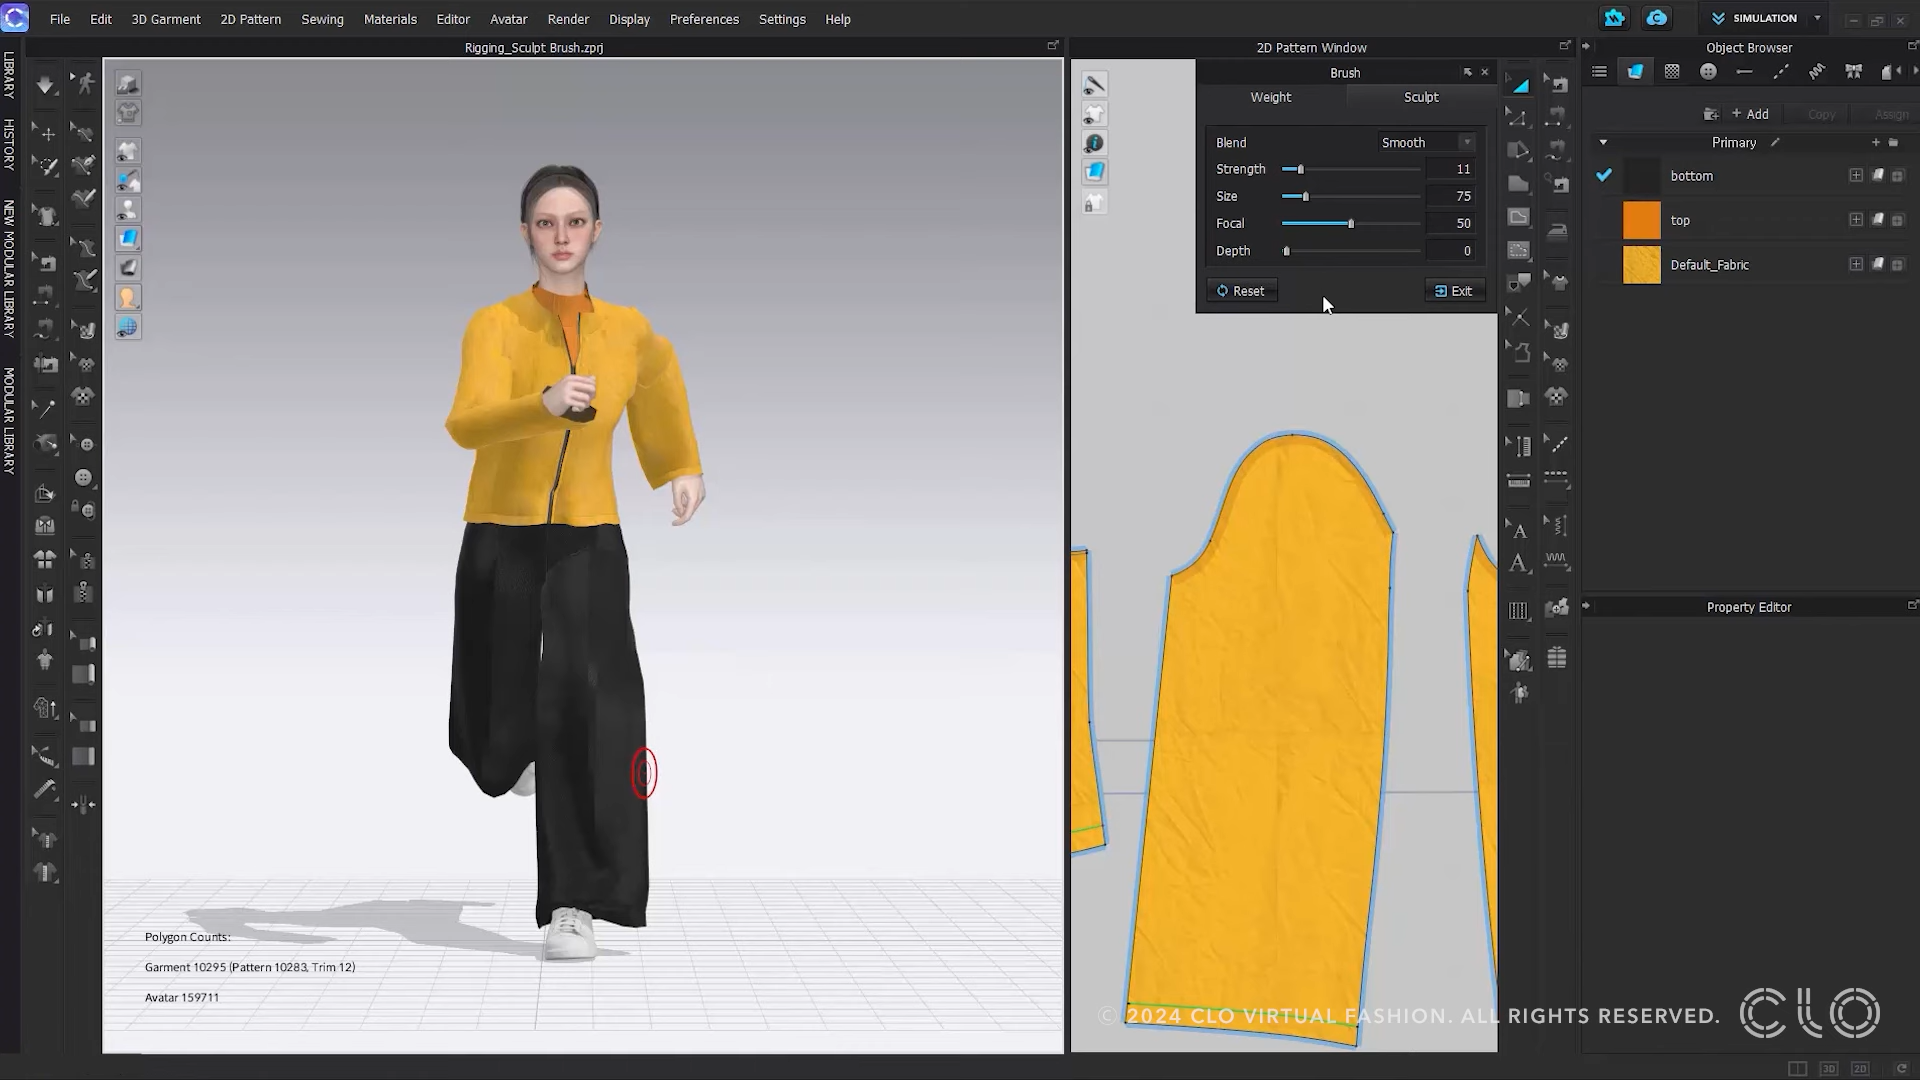 File Edit 3D Garment 2D Pattern Sewing Materials Editor Avatar Render Display Preferences Settings Help
SIMULATION
Rigging_Sculpt Brush.zprj
2D Pattern Window
Object Browser
LIBRARY
HISTORY
NEW MODULAR LIBRARY
MODULAR LIBRARY
Brush
Weight Sculpt
Blend Smooth
Strength 11
Size 75
Focal 50
Depth 0
Reset Exit
+ Add Copy Assign
Primary
bottom
top
Default_Fabric
Property Editor
Polygon Counts:
Garment 10295 (Pattern 10283, Trim 12)
Avatar 159711
© 2024 CLO VIRTUAL FASHION. ALL RIGHTS RESERVED. CLO
3D 2D